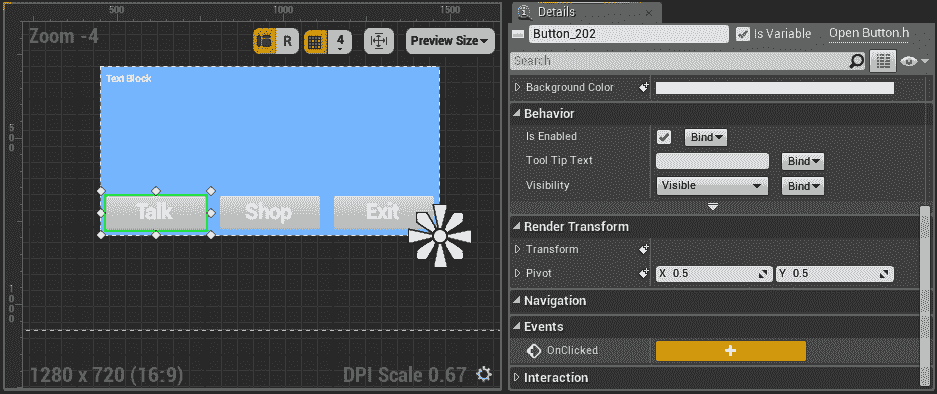 500
1000
1500
Zoom -4
R
4
Preview Size
Text Block
500
Talk
Shop
Exit
1000
1280 x 720 (16:9)
DPI Scale 0.67
Details
Button_202
Is Variable
Open Button.h
Search
Background Color
Behavior
Is Enabled
Bind
Tool Tip Text
Bind
Visibility
Visible
Bind
Render Transform
Transform
Pivot
X 0.5
Y 0.5
Navigation
Events
OnClicked
+
Interaction